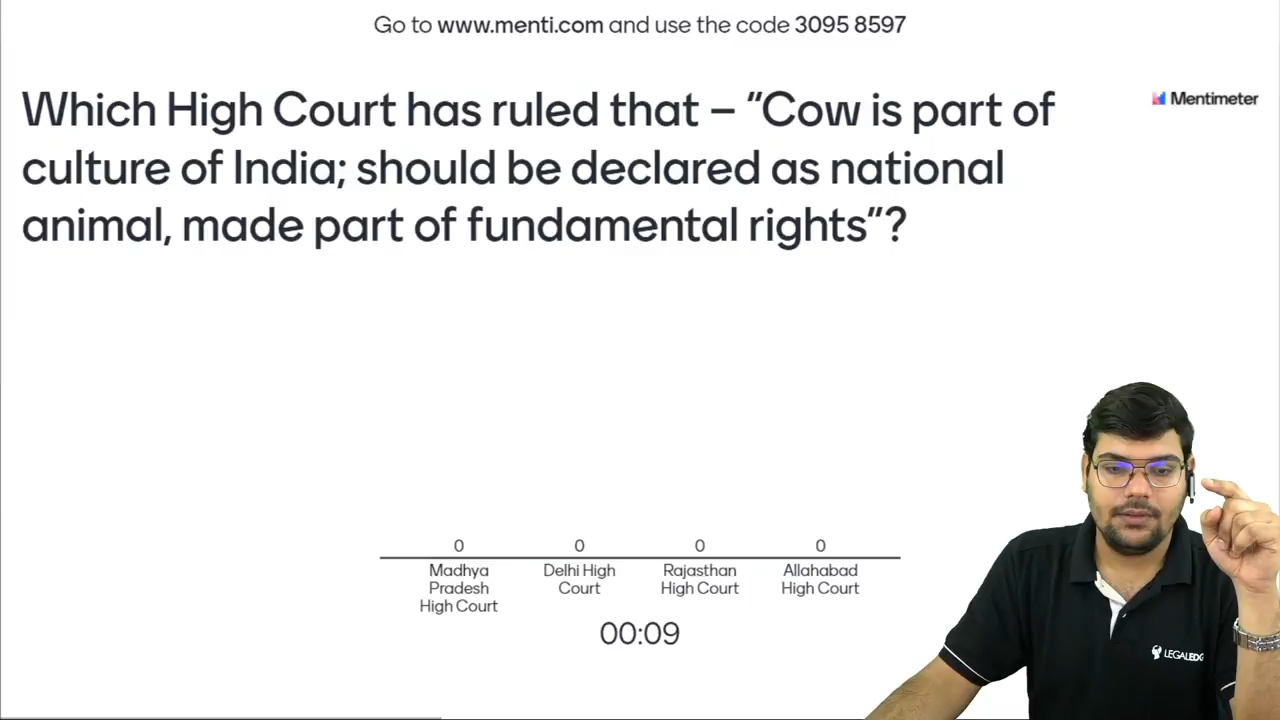 Go to www.menti.com and use the code 3095 8597
Which High Court has ruled that – “Cow is part of
culture of India; should be declared as national
animal, made part of fundamental rights”?
Mentimeter
0
0
0
0
Madhya
Pradesh
High Court
Delhi High
Court
Rajasthan
High Court
Allahabad
High Court
00:09